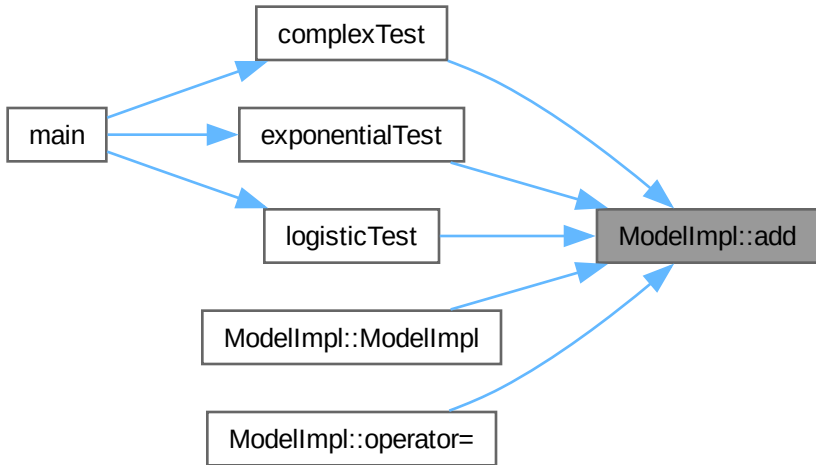 complexTest
main
exponentialTest
logisticTest
ModelImpl::add
ModelImpl::ModelImpl
ModelImpl::operator=